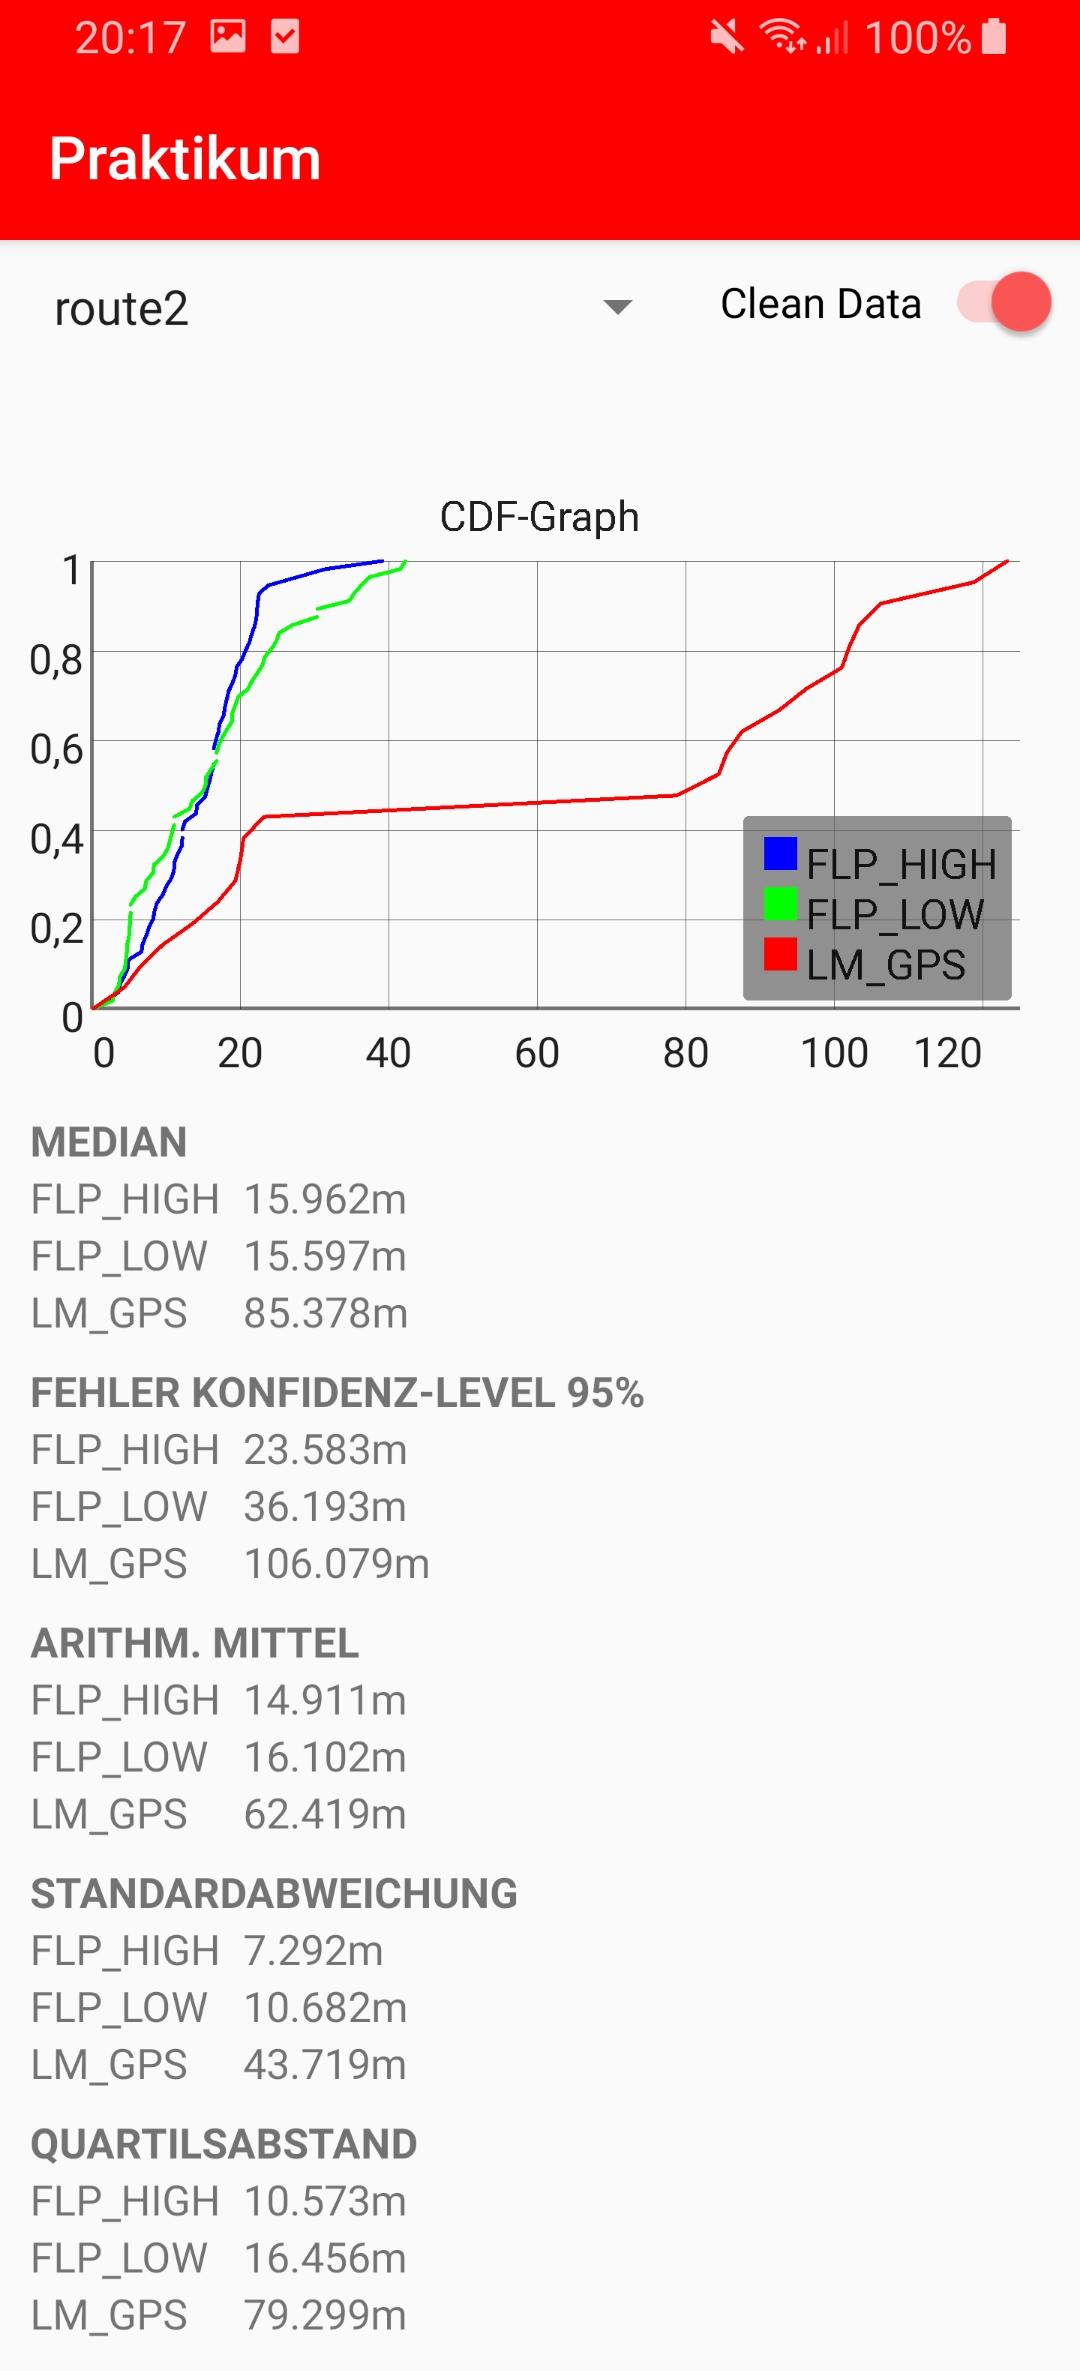 20:17 100%
Praktikum
route2 Clean Data
CDF-Graph
1
0,8
0,6
0,4
0,2
0
0 20 40 60 80 100 120
FLP_HIGH
FLP_LOW
LM_GPS
MEDIAN
FLP_HIGH 15.962m
FLP_LOW 15.597m
LM_GPS 85.378m
FEHLER KONFIDENZ-LEVEL 95%
FLP_HIGH 23.583m
FLP_LOW 36.193m
LM_GPS 106.079m
ARITHM. MITTEL
FLP_HIGH 14.911m
FLP_LOW 16.102m
LM_GPS 62.419m
STANDARDABWEICHUNG
FLP_HIGH 7.292m
FLP_LOW 10.682m
LM_GPS 43.719m
QUARTILSABSTAND
FLP_HIGH 10.573m
FLP_LOW 16.456m
LM_GPS 79.299m